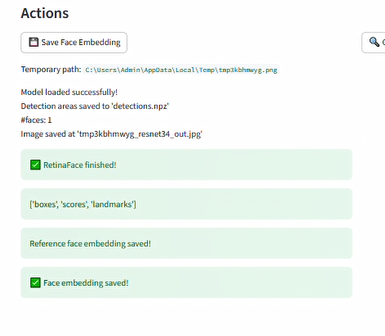 Actions
💾 Save Face Embedding
🔍
Temporary path: C:\Users\Admin\AppData\Local\Temp\tmp3kbhmwyg.png
Model loaded successfully!
Detection areas saved to 'detections.npz'
#faces: 1
Image saved at 'tmp3kbhmwyg_resnet34_out.jpg'
✅ RetinaFace finished!
['boxes', 'scores', 'landmarks']
Reference face embedding saved!
✅ Face embedding saved!